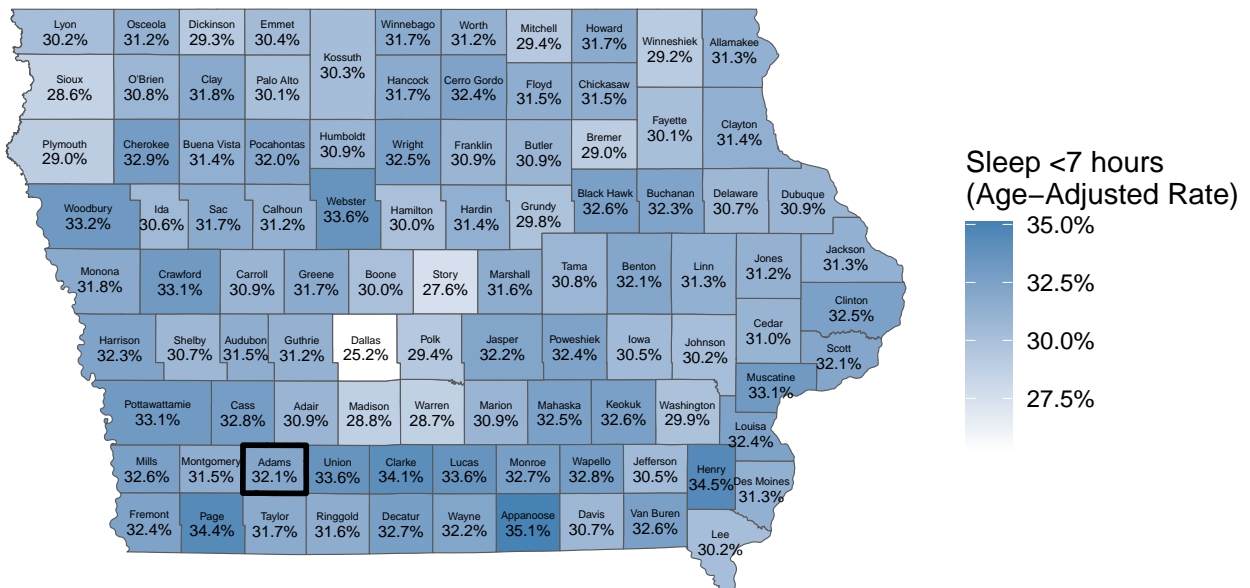 Lyon
30.2%
Osceola
31.2%
Dickinson
29.3%
Emmet
30.4%
Kossuth
30.3%
Winnebago
31.7%
Worth
31.2%
Mitchell
29.4%
Howard
31.7%
Winneshiek
29.2%
Allamakee
31.3%
Sioux
28.6%
O'Brien
30.8%
Clay
31.8%
Palo Alto
30.1%
Hancock
31.7%
Cerro Gordo
32.4%
Floyd
31.5%
Chickasaw
31.5%
Fayette
30.1%
Clayton
31.4%
Plymouth
29.0%
Cherokee
32.9%
Buena Vista
31.4%
Pocahontas
32.0%
Humboldt
30.9%
Wright
32.5%
Franklin
30.9%
Butler
30.9%
Bremer
29.0%
Woodbury
33.2%
Ida
30.6%
Sac
31.7%
Calhoun
31.2%
Webster
33.6%
Hamilton
30.0%
Hardin
31.4%
Grundy
29.8%
Black Hawk
32.6%
Buchanan
32.3%
Delaware
30.7%
Dubuque
30.9%
Monona
31.8%
Crawford
33.1%
Carroll
30.9%
Greene
31.7%
Boone
30.0%
Story
27.6%
Marshall
31.6%
Tama
30.8%
Benton
32.1%
Linn
31.3%
Jones
31.2%
Jackson
31.3%
Clinton
32.5%
Harrison
32.3%
Shelby
30.7%
Audubon
31.5%
Guthrie
31.2%
Dallas
25.2%
Polk
29.4%
Jasper
32.2%
Poweshiek
32.4%
Iowa
30.5%
Johnson
30.2%
Cedar
31.0%
Scott
32.1%
Muscatine
33.1%
Pottawattamie
33.1%
Cass
32.8%
Adair
30.9%
Madison
28.8%
Warren
28.7%
Marion
30.9%
Mahaska
32.5%
Keokuk
32.6%
Washington
29.9%
Louisa
32.4%
Mills
32.6%
Montgomery
31.5%
Adams
32.1%
Union
33.6%
Clarke
34.1%
Lucas
33.6%
Monroe
32.7%
Wapello
32.8%
Jefferson
30.5%
Henry
34.5%
Des Moines
31.3%
Fremont
32.4%
Page
34.4%
Taylor
31.7%
Ringgold
31.6%
Decatur
32.7%
Wayne
32.2%
Appanoose
35.1%
Davis
30.7%
Van Buren
32.6%
Lee
30.2%
Sleep <7 hours
(Age−Adjusted Rate)
35.0%
32.5%
30.0%
27.5%